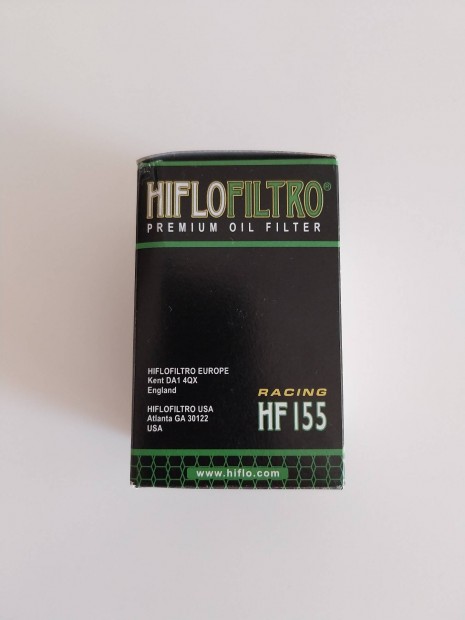 HIFLOFILTRO®
PREMIUM OIL FILTER
HIFLOFILTRO EUROPE
Kent DA1 4QX
England
HIFLOFILTRO USA
Atlanta GA 30122
USA
RACING
HF155
www.hiflo.com